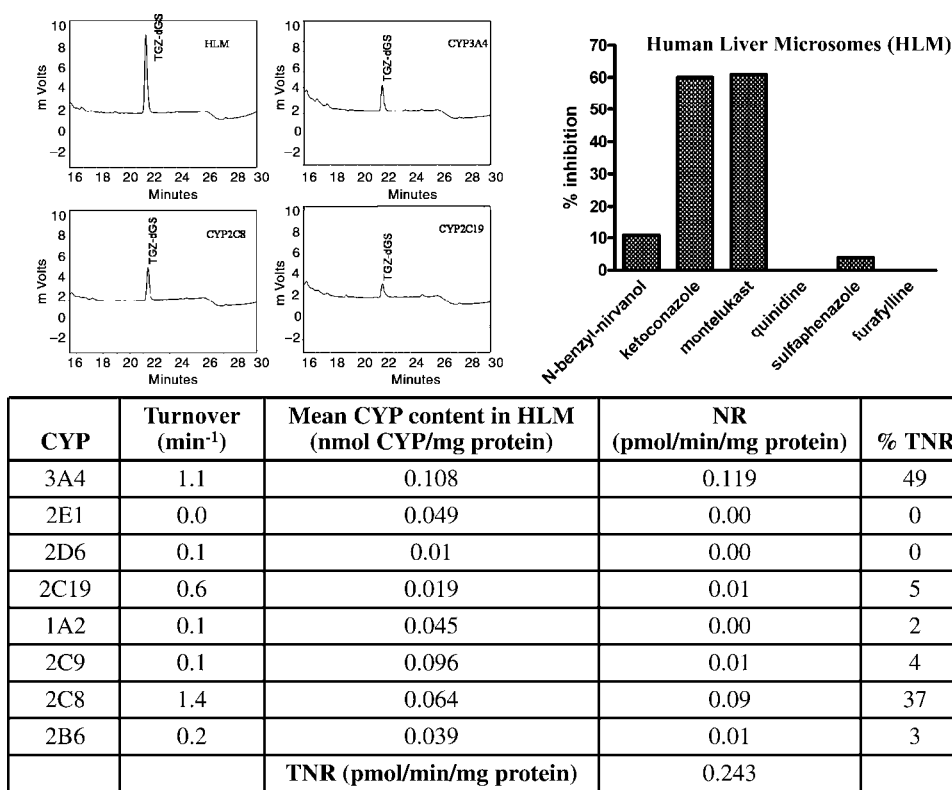 10
8
6
4
2
0
−2
m Volts
TGZ-dGS
HLM
16 18 20 22 24 26 28 30
Minutes
10
8
6
4
2
0
−2
m Volts
TGZ-dGS
CYP3A4
16 18 20 22 24 26 28 30
Minutes
10
8
6
4
2
0
−2
m Volts
TGZ-dGS
CYP2C8
16 18 20 22 24 26 28 30
Minutes
10
8
6
4
2
0
−2
m Volts
TGZ-dGS
CYP2C19
16 18 20 22 24 26 28 30
Minutes
Human Liver Microsomes (HLM)
70
60
50
40
30
20
10
0
% inhibition
N-benzyl-nirvanol
ketoconazole
montelukast
quinidine
sulfaphenazole
furafylline
CYP Turnover (min⁻¹) Mean CYP content in HLM (nmol CYP/mg protein) NR (pmol/min/mg protein) % TNR
3A4 1.1 0.108 0.119 49
2E1 0.0 0.049 0.00 0
2D6 0.1 0.01 0.00 0
2C19 0.6 0.019 0.01 5
1A2 0.1 0.045 0.00 2
2C9 0.1 0.096 0.01 4
2C8 1.4 0.064 0.09 37
2B6 0.2 0.039 0.01 3
TNR (pmol/min/mg protein) 0.243